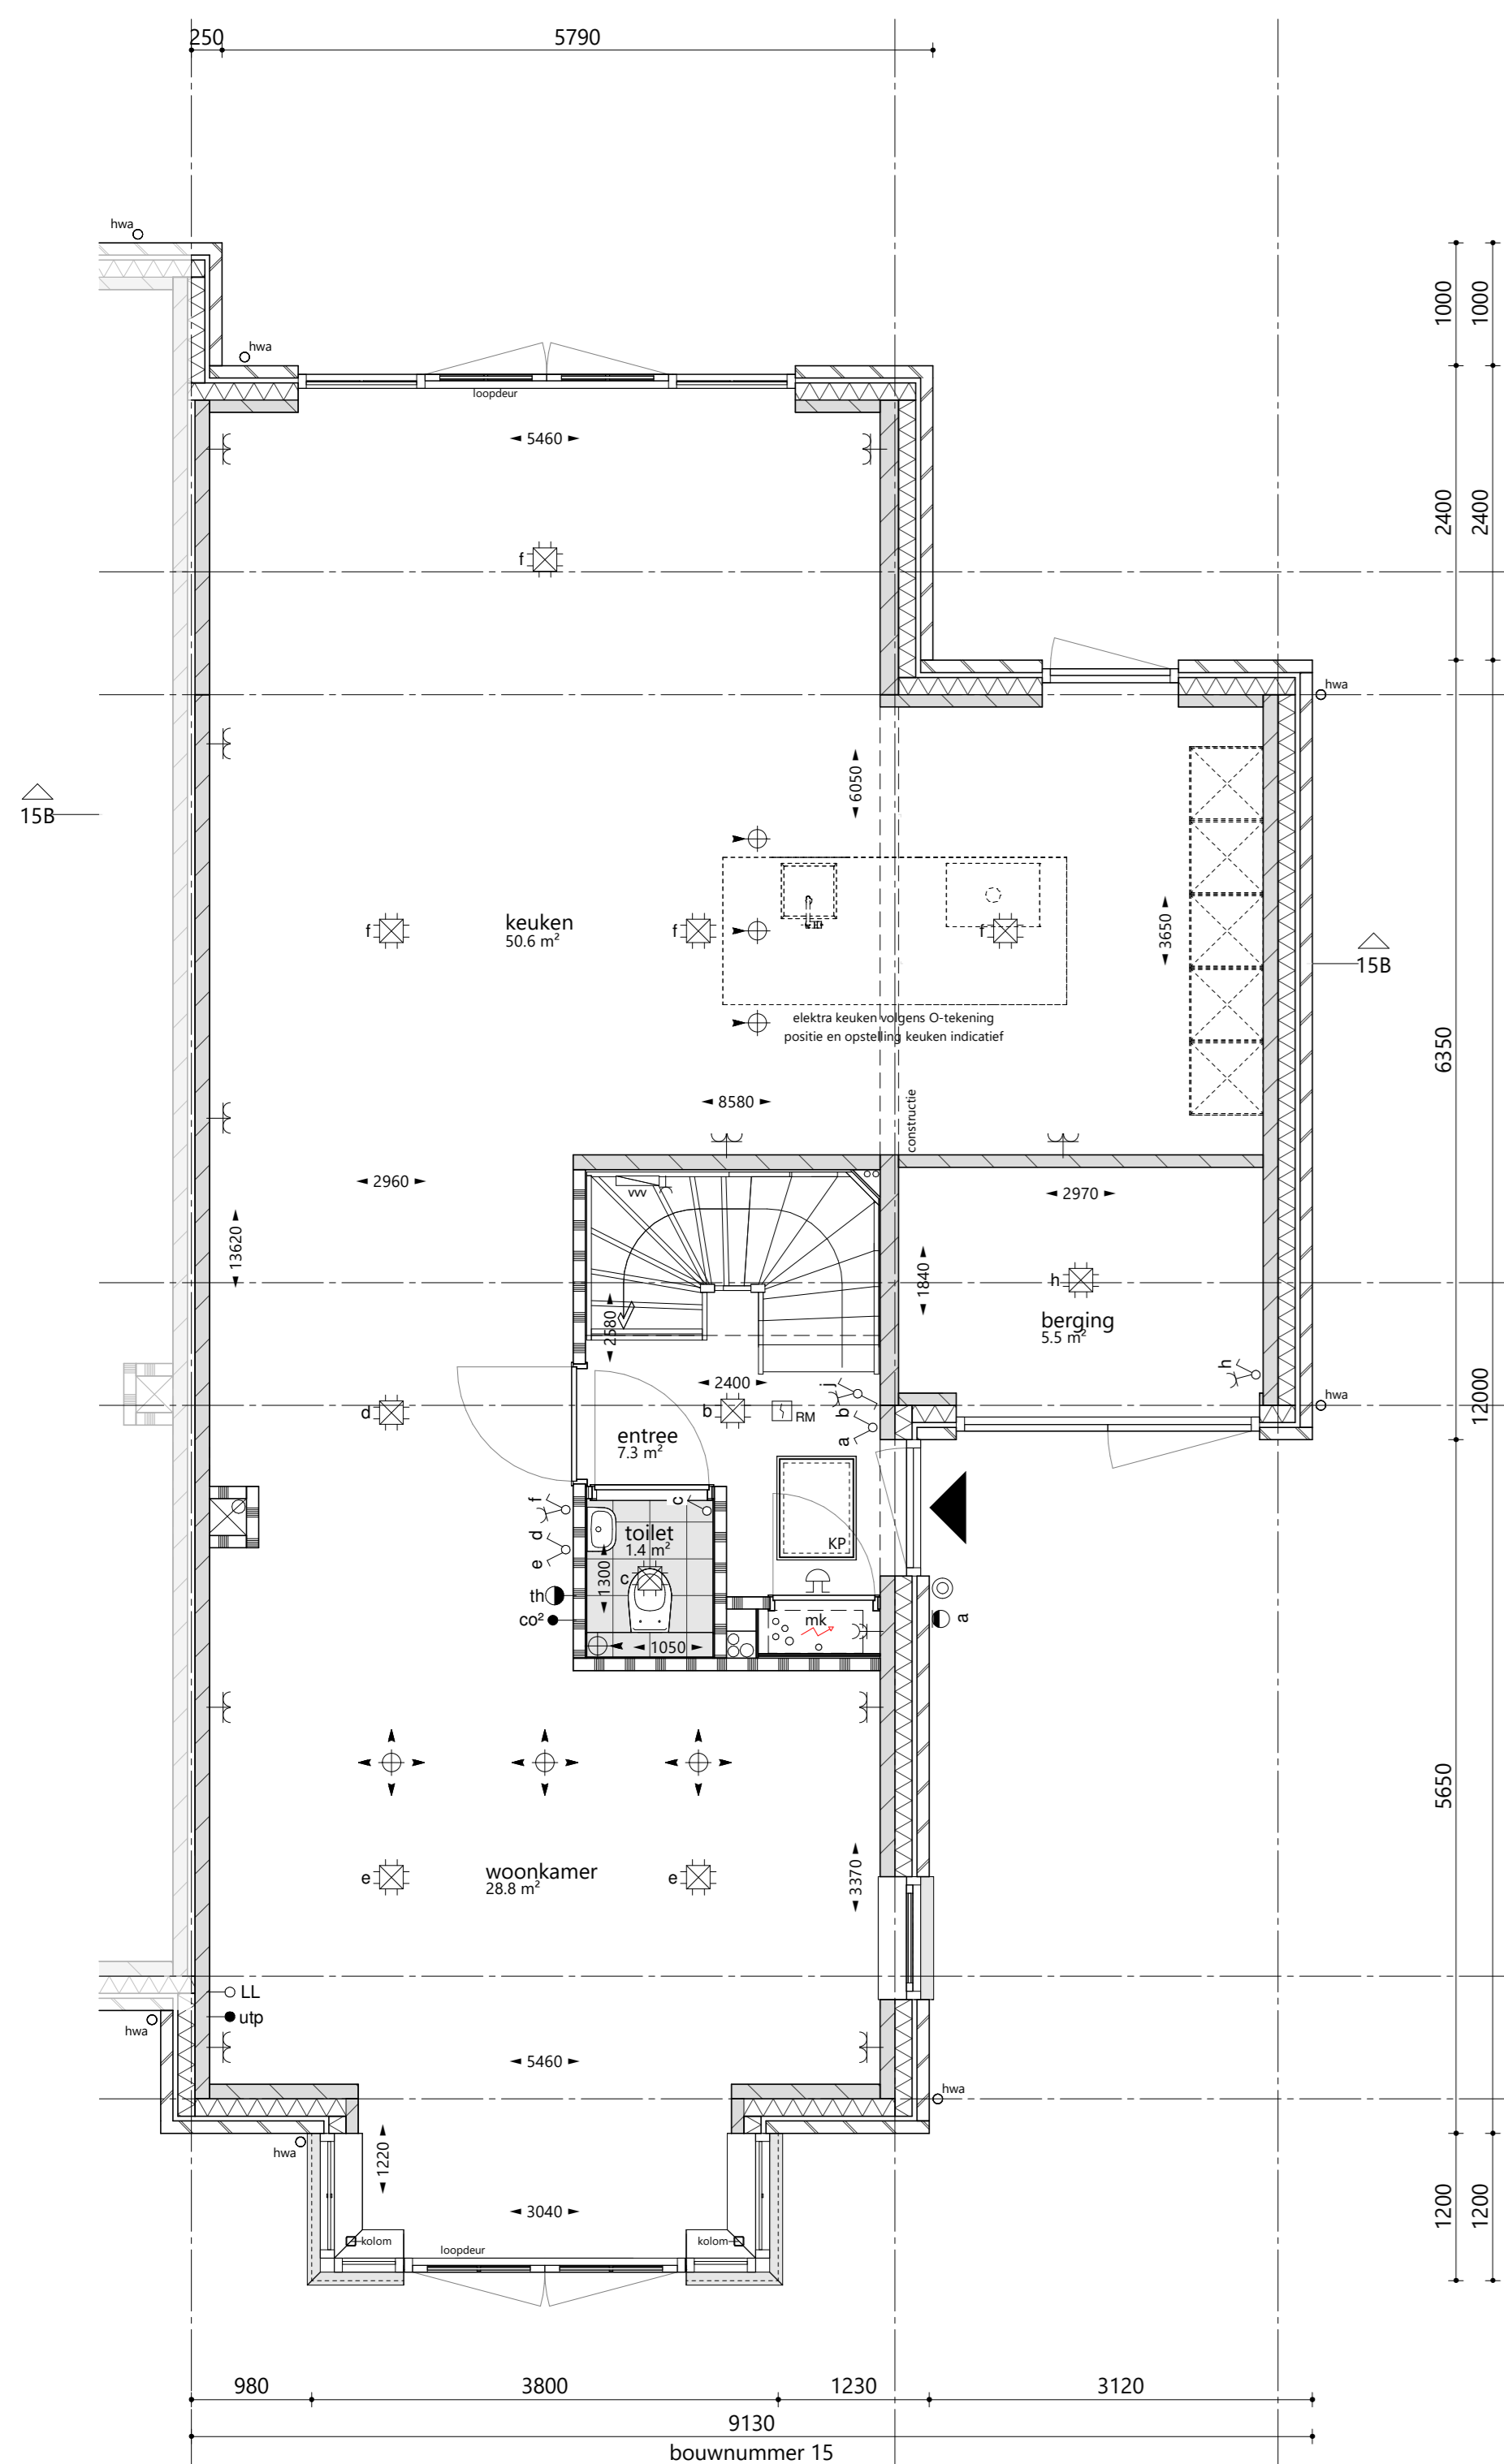 250
5790
hwa
hwa
1000
1000
loopdeur
5460
2400
2400
f
hwa
6050
15B
keuken
50.6 m²
f
f
f
3650
15B
elektra keuken volgens O-tekening
positie en opstelling keuken indicatief
6350
8580
constructie
2960
vvv
2970
13620
1840
2580
h
berging
5.5 m²
h
2400
j
hwa
12000
d
b
RM
b
a
entree
7.3 m²
f
c
toilet
1.4 m²
d
e
KP
c
1300
th
co²
mk
a
1050
5650
woonkamer
28.8 m²
e
e
3370
LL
utp
hwa
5460
hwa
hwa
1220
3040
1200
1200
kolom
kolom
loopdeur
980
3800
1230
3120
9130
bouwnummer 15